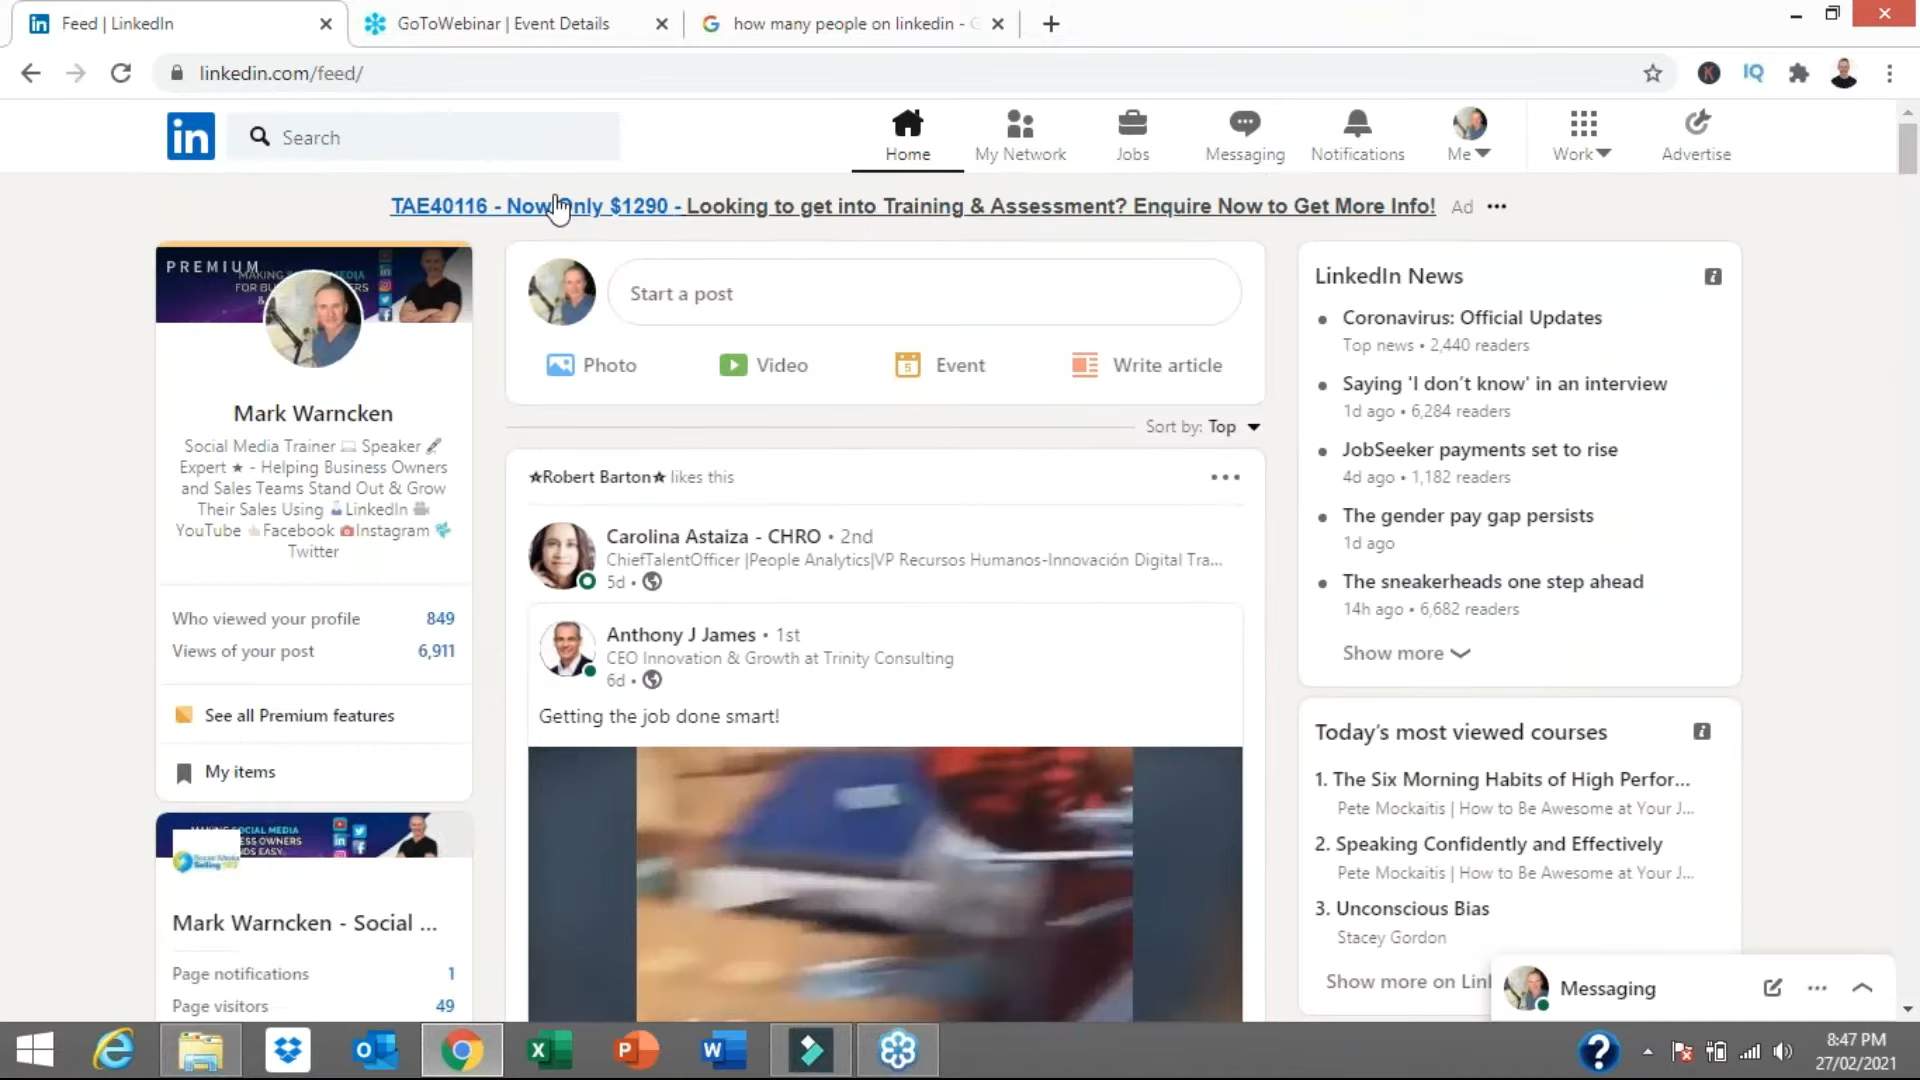 Feed | LinkedIn
GoToWebinar | Event Details
how many people on linkedin - G
linkedin.com/feed/
K
IQ
in
Search
Home
My Network
Jobs
Messaging
Notifications
Me
Work
Advertise
TAE40116 - Now Only $1290 - Looking to get into Training & Assessment? Enquire Now to Get More Info!
Ad
PREMIUM
Mark Warncken
Social Media Trainer 💻 Speaker 🎤
Expert ★ - Helping Business Owners
and Sales Teams Stand Out & Grow
Their Sales Using LinkedIn
YouTube Facebook Instagram
Twitter
Who viewed your profile 849
Views of your post 6,911
See all Premium features
My items
SOCIAL MEDIA
Mark Warncken - Social ...
Page notifications 1
Page visitors 49
Start a post
Photo
Video
5
Event
Write article
Sort by: Top
★Robert Barton★ likes this
Carolina Astaiza - CHRO • 2nd
ChiefTalentOfficer |People Analytics|VP Recursos Humanos-Innovación Digital Tra...
5d •
Anthony J James • 1st
CEO Innovation & Growth at Trinity Consulting
6d •
Getting the job done smart!
LinkedIn News
Coronavirus: Official Updates
Top news • 2,440 readers
Saying 'I don't know' in an interview
1d ago • 6,284 readers
JobSeeker payments set to rise
4d ago • 1,182 readers
The gender pay gap persists
1d ago
The sneakerheads one step ahead
14h ago • 6,682 readers
Show more
Today's most viewed courses
1. The Six Morning Habits of High Perfor...
Pete Mockaitis | How to Be Awesome at Your J...
2. Speaking Confidently and Effectively
Pete Mockaitis | How to Be Awesome at Your J...
3. Unconscious Bias
Stacey Gordon
Show more on Lin
Messaging
8:47 PM
27/02/2021